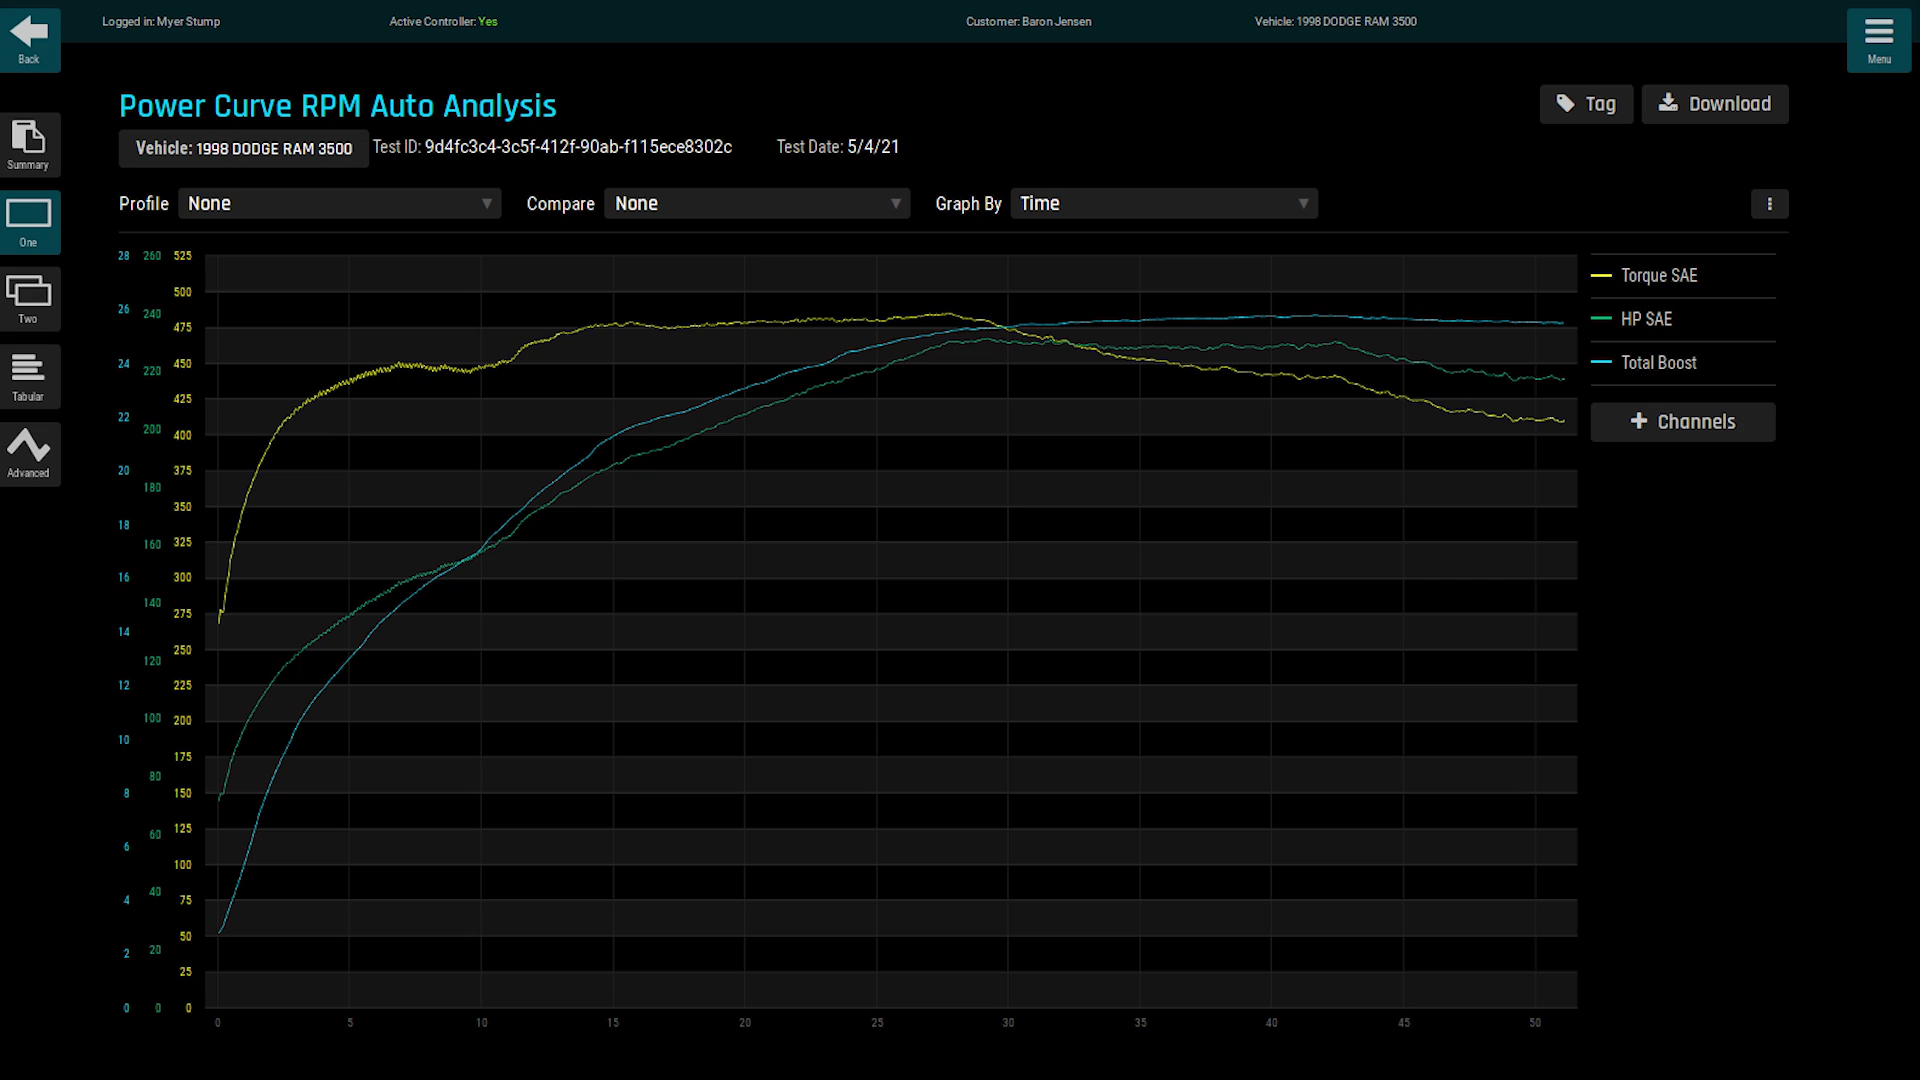 Logged in: Myer Stump Active Controller: Yes Customer: Baron Jensen Vehicle: 1998 DODGE RAM 3500
Back
Menu
Power Curve RPM Auto Analysis
Tag
Download
Vehicle: 1998 DODGE RAM 3500 Test ID: 9d4fc3c4-3c5f-412f-90ab-f115ece8302c Test Date: 5/4/21
Summary
Profile None Compare None Graph By Time
One
Two
Tabular
Advanced
28 260 525
500
26 240 475
24 450
220
425
22
200 400
20 375
180
350
18
160 325
16 300
140 275
14 250
120
12 225
100 200
10
175
80
8 150
60 125
6
100
40
4 75
50
2 20
25
0 0 0
0 5 10 15 20 25 30 35 40 45 50
Torque SAE
HP SAE
Total Boost
+ Channels